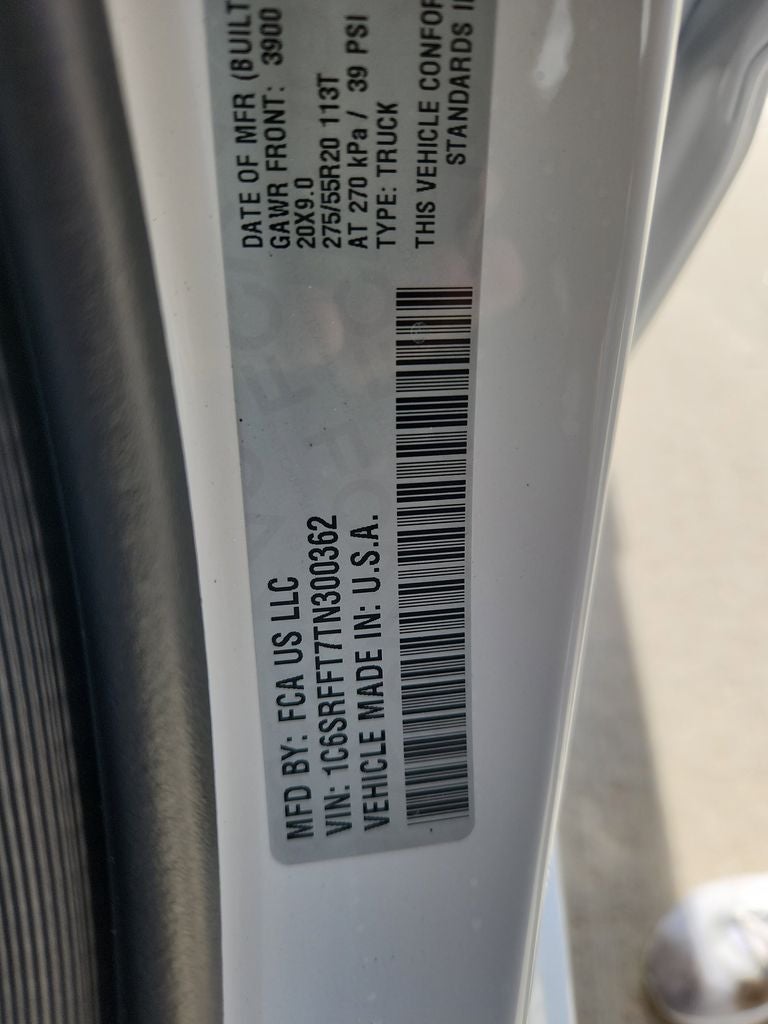 MFD BY: FCA US LLC
VIN: 1C6SRFFT7TN300362
VEHICLE MADE IN: U.S.A.
DATE OF MFR (BUILT
GAWR FRONT: 3900
20X9.0
275/55R20 113T
AT 270 kPa / 39 PSI
TYPE: TRUCK
THIS VEHICLE CONFOR
STANDARDS I